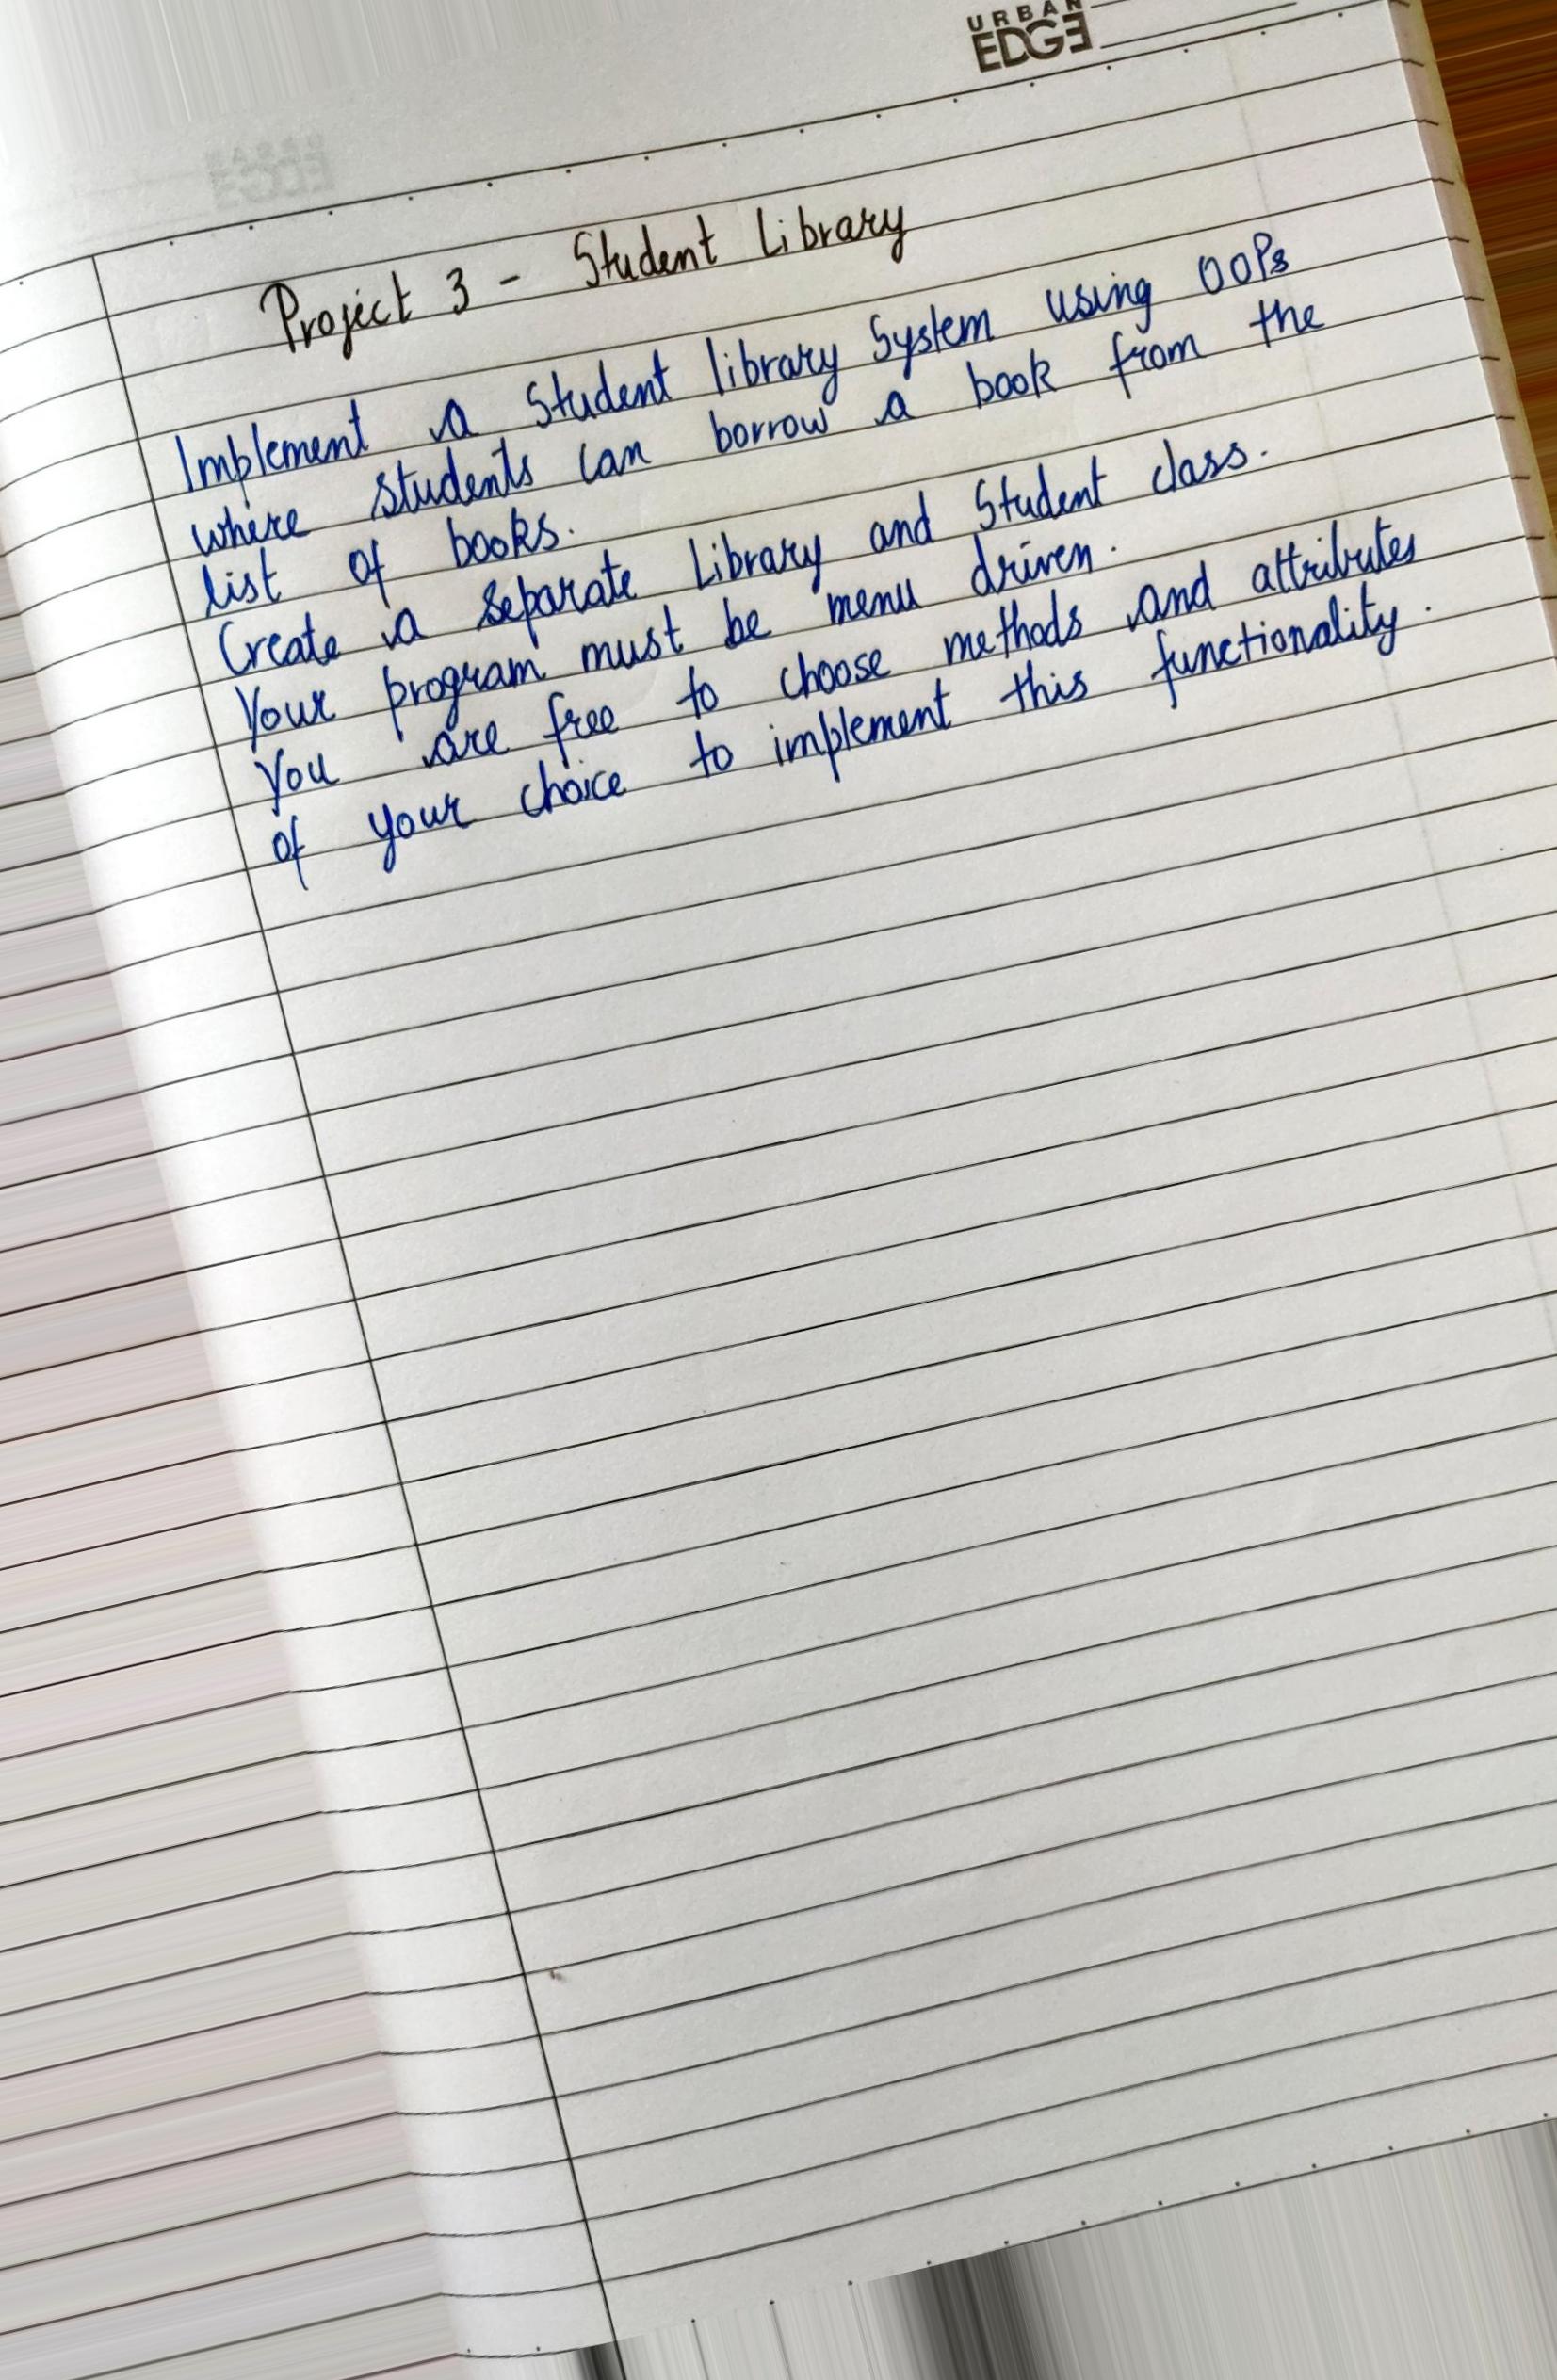 URBAN
EDGE
Project 3 - Student Library
Implement a Student library System using OOPs
where students can borrow a book from the
list of books.
Create a separate Library and Student class.
Your program must be menu driven.
You are free to choose methods and attributes
of your choice to implement this functionality.